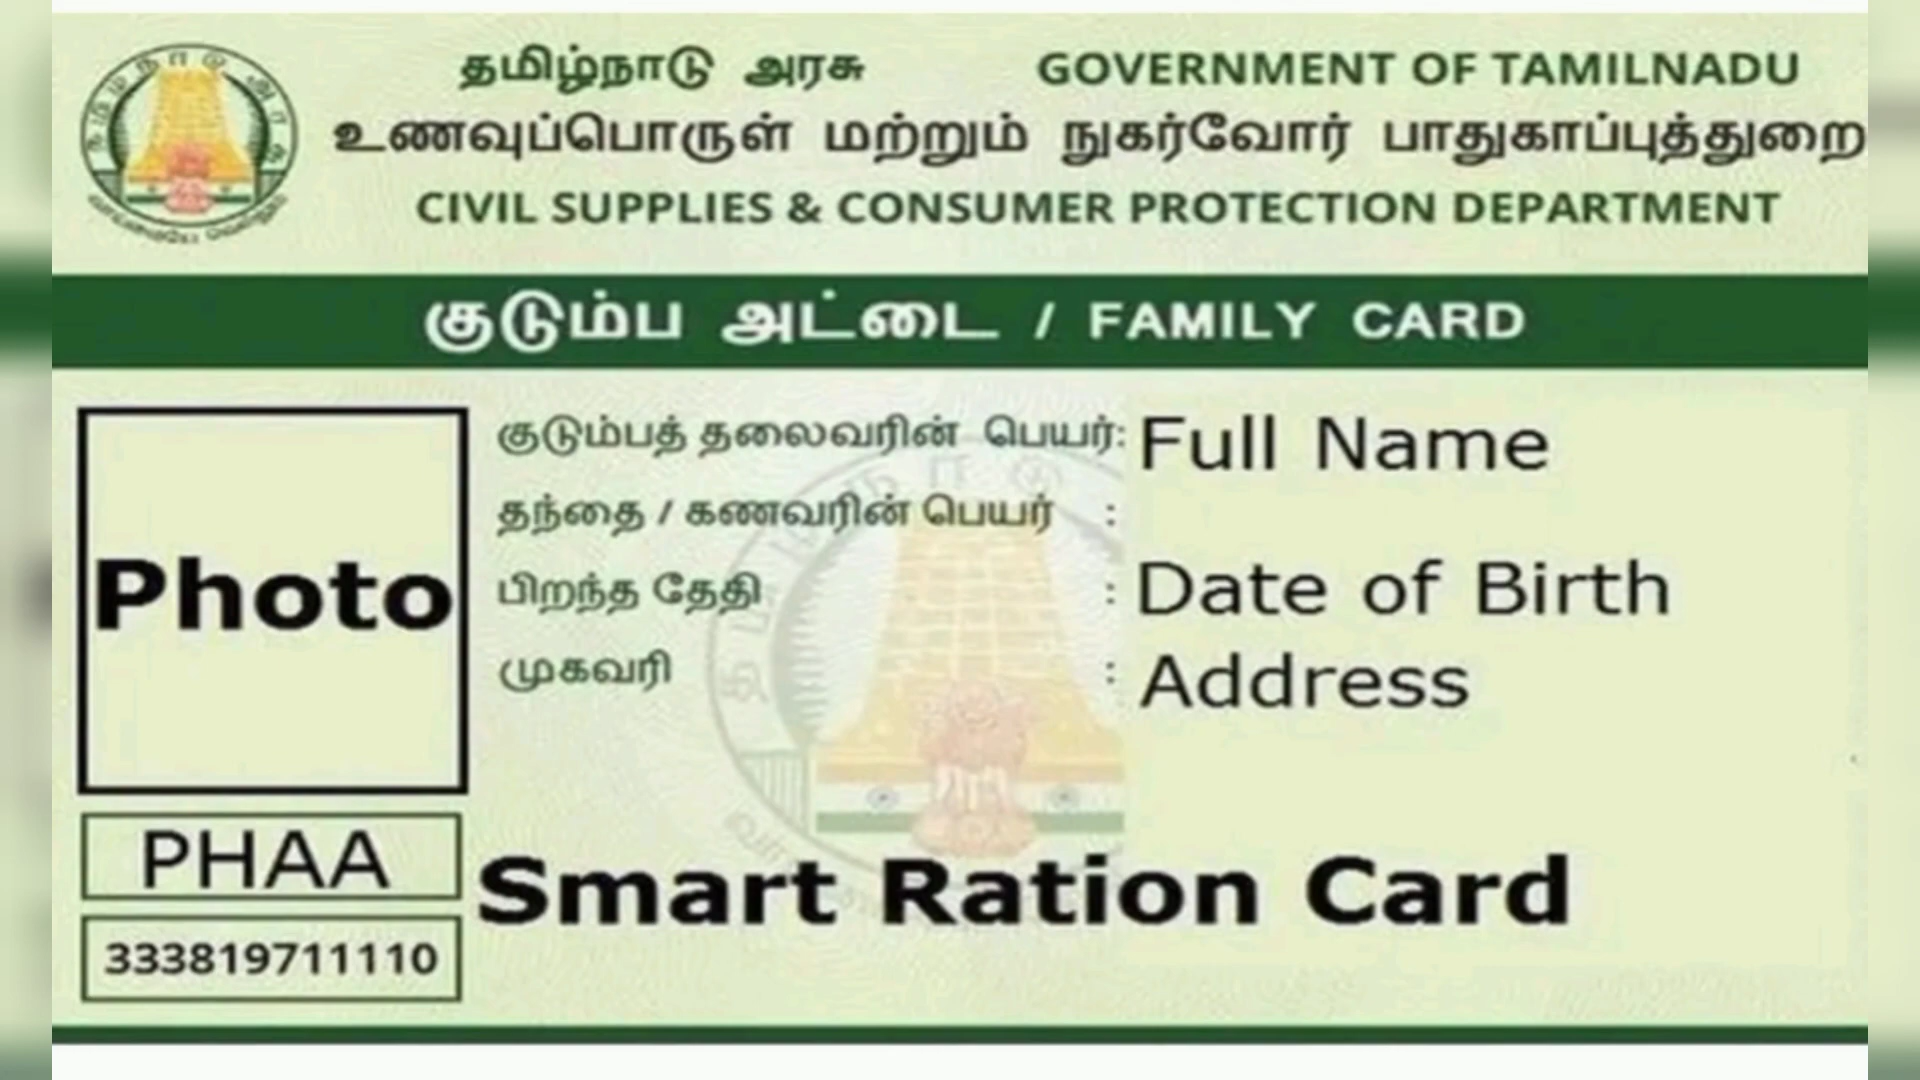 தமிழ்நாடு அரசு GOVERNMENT OF TAMILNADU
உணவுப்பொருள் மற்றும் நுகர்வோர் பாதுகாப்புத்துறை
CIVIL SUPPLIES & CONSUMER PROTECTION DEPARTMENT
குடும்ப அட்டை / FAMILY CARD
குடும்பத் தலைவரின் பெயர்: Full Name
தந்தை / கணவரின் பெயர் :
பிறந்த தேதி : Date of Birth
முகவரி : Address
Photo
PHAA
Smart Ration Card
333819711110